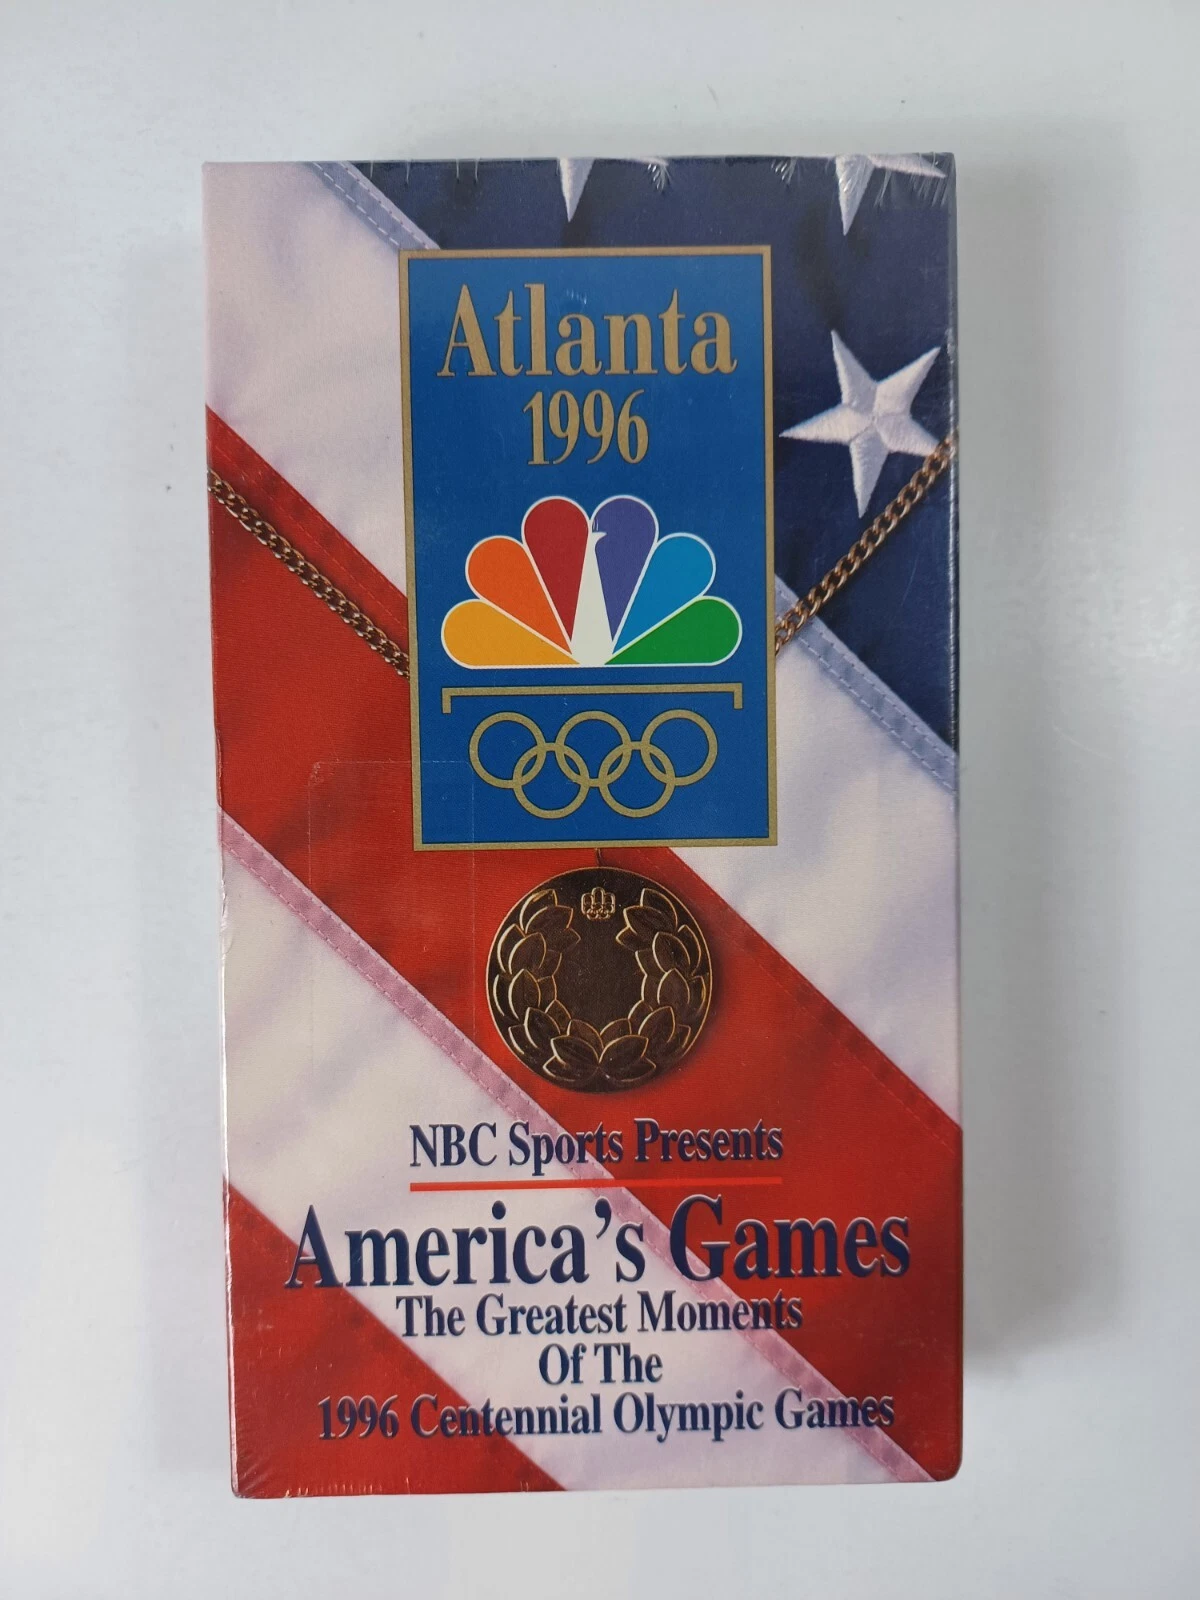 Atlanta
1996
NBC Sports Presents
America's Games
The Greatest Moments
Of The
1996 Centennial Olympic Games